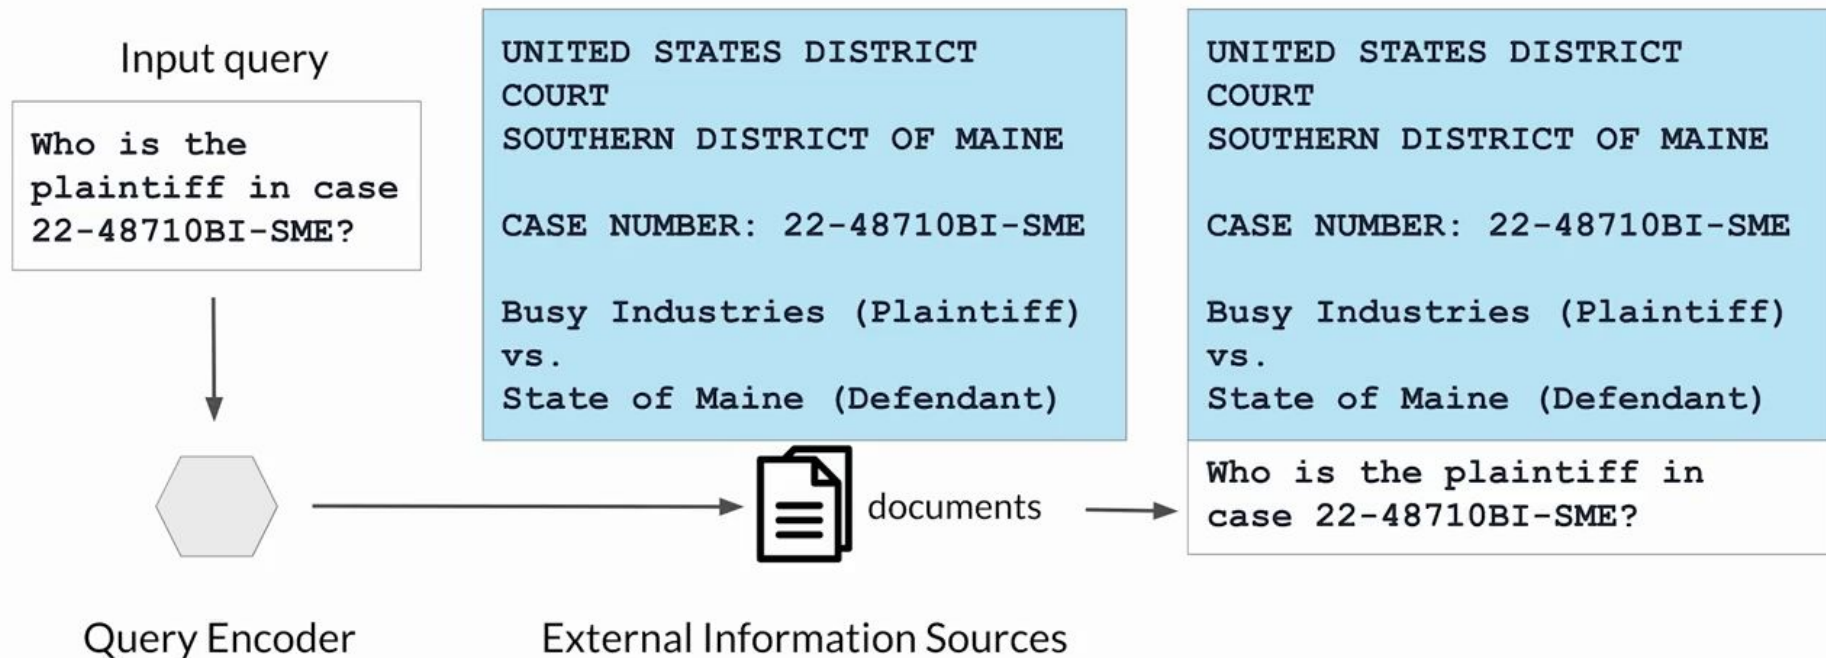 Input query
Who is the
plaintiff in case
22-48710BI-SME?
Query Encoder
UNITED STATES DISTRICT
COURT
SOUTHERN DISTRICT OF MAINE
CASE NUMBER: 22-48710BI-SME
Busy Industries (Plaintiff)
vs.
State of Maine (Defendant)
documents
External Information Sources
UNITED STATES DISTRICT
COURT
SOUTHERN DISTRICT OF MAINE
CASE NUMBER: 22-48710BI-SME
Busy Industries (Plaintiff)
vs.
State of Maine (Defendant)
Who is the plaintiff in
case 22-48710BI-SME?